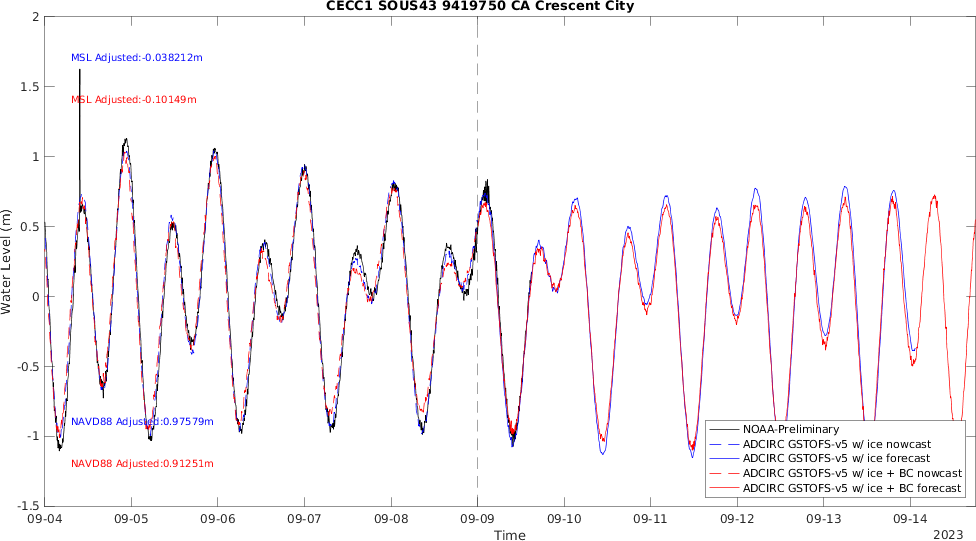 CECC1 SOUS43 9419750 CA Crescent City
2
1.5
1
0.5
0
-0.5
-1
-1.5
Water Level (m)
MSL Adjusted:-0.038212m
MSL Adjusted:-0.10149m
NAVD88 Adjusted:0.97579m
NAVD88 Adjusted:0.91251m
NOAA-Preliminary
ADCIRC GSTOFS-v5 w/ ice nowcast
ADCIRC GSTOFS-v5 w/ ice forecast
ADCIRC GSTOFS-v5 w/ ice + BC nowcast
ADCIRC GSTOFS-v5 w/ ice + BC forecast
09-04 09-05 09-06 09-07 09-08 09-09 09-10 09-11 09-12 09-13 09-14
Time
2023